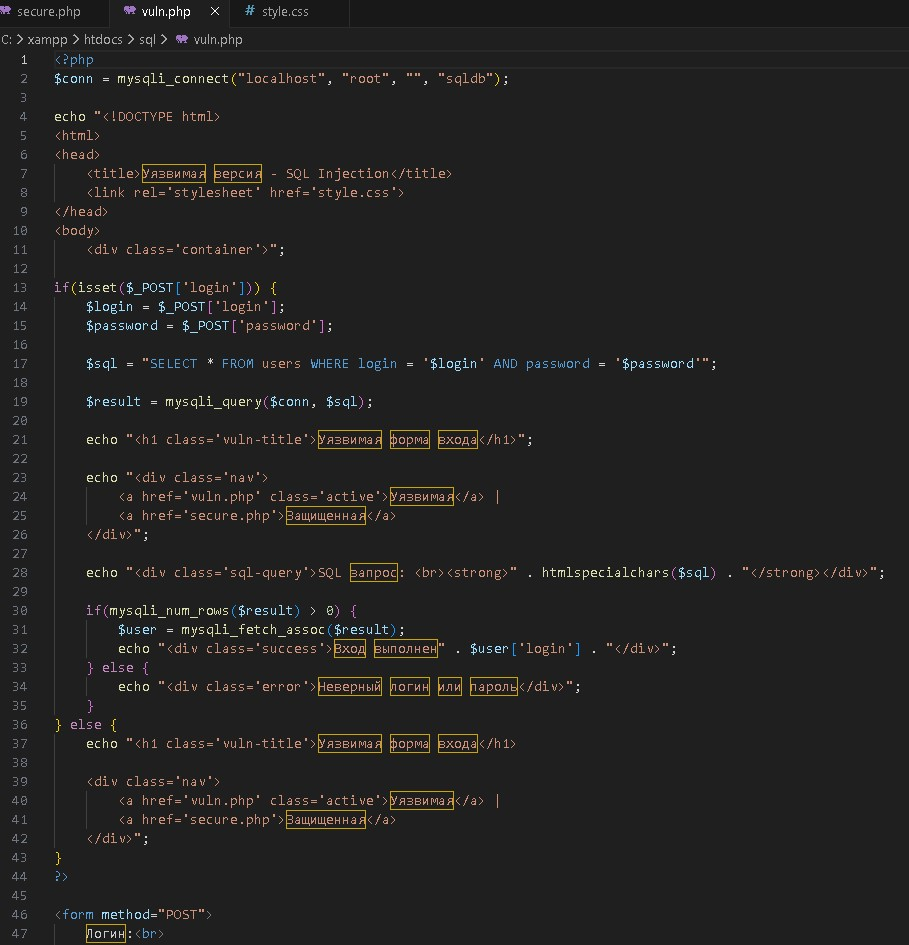 secure.php vuln.php × # style.css
C: > xampp > htdocs > sql > vuln.php
1 <?php
2 $conn = mysqli_connect("localhost", "root", "", "sqldb");
3
4 echo "<!DOCTYPE html>
5 <html>
6 <head>
7     <title>Уязвимая версия - SQL Injection</title>
8     <link rel='stylesheet' href='style.css'>
9 </head>
10 <body>
11     <div class='container'>";
12
13 if(isset($_POST['login'])) {
14     $login = $_POST['login'];
15     $password = $_POST['password'];
16
17     $sql = "SELECT * FROM users WHERE login = '$login' AND password = '$password'";
18
19     $result = mysqli_query($conn, $sql);
20
21     echo "<h1 class='vuln-title'>Уязвимая форма входа</h1>";
22
23     echo "<div class='nav'>
24         <a href='vuln.php' class='active'>Уязвимая</a> |
25         <a href='secure.php'>Защищенная</a>
26     </div>";
27
28     echo "<div class='sql-query'>SQL запрос: <br><strong>" . htmlspecialchars($sql) . "</strong></div>";
29
30     if(mysqli_num_rows($result) > 0) {
31         $user = mysqli_fetch_assoc($result);
32         echo "<div class='success'>Вход выполнен" . $user['login'] . "</div>";
33     } else {
34         echo "<div class='error'>Неверный логин или пароль</div>";
35     }
36 } else {
37     echo "<h1 class='vuln-title'>Уязвимая форма входа</h1>
38
39     <div class='nav'>
40         <a href='vuln.php' class='active'>Уязвимая</a> |
41         <a href='secure.php'>Защищенная</a>
42     </div>";
43 }
44 ?>
45
46 <form method="POST">
47     Логин:<br>